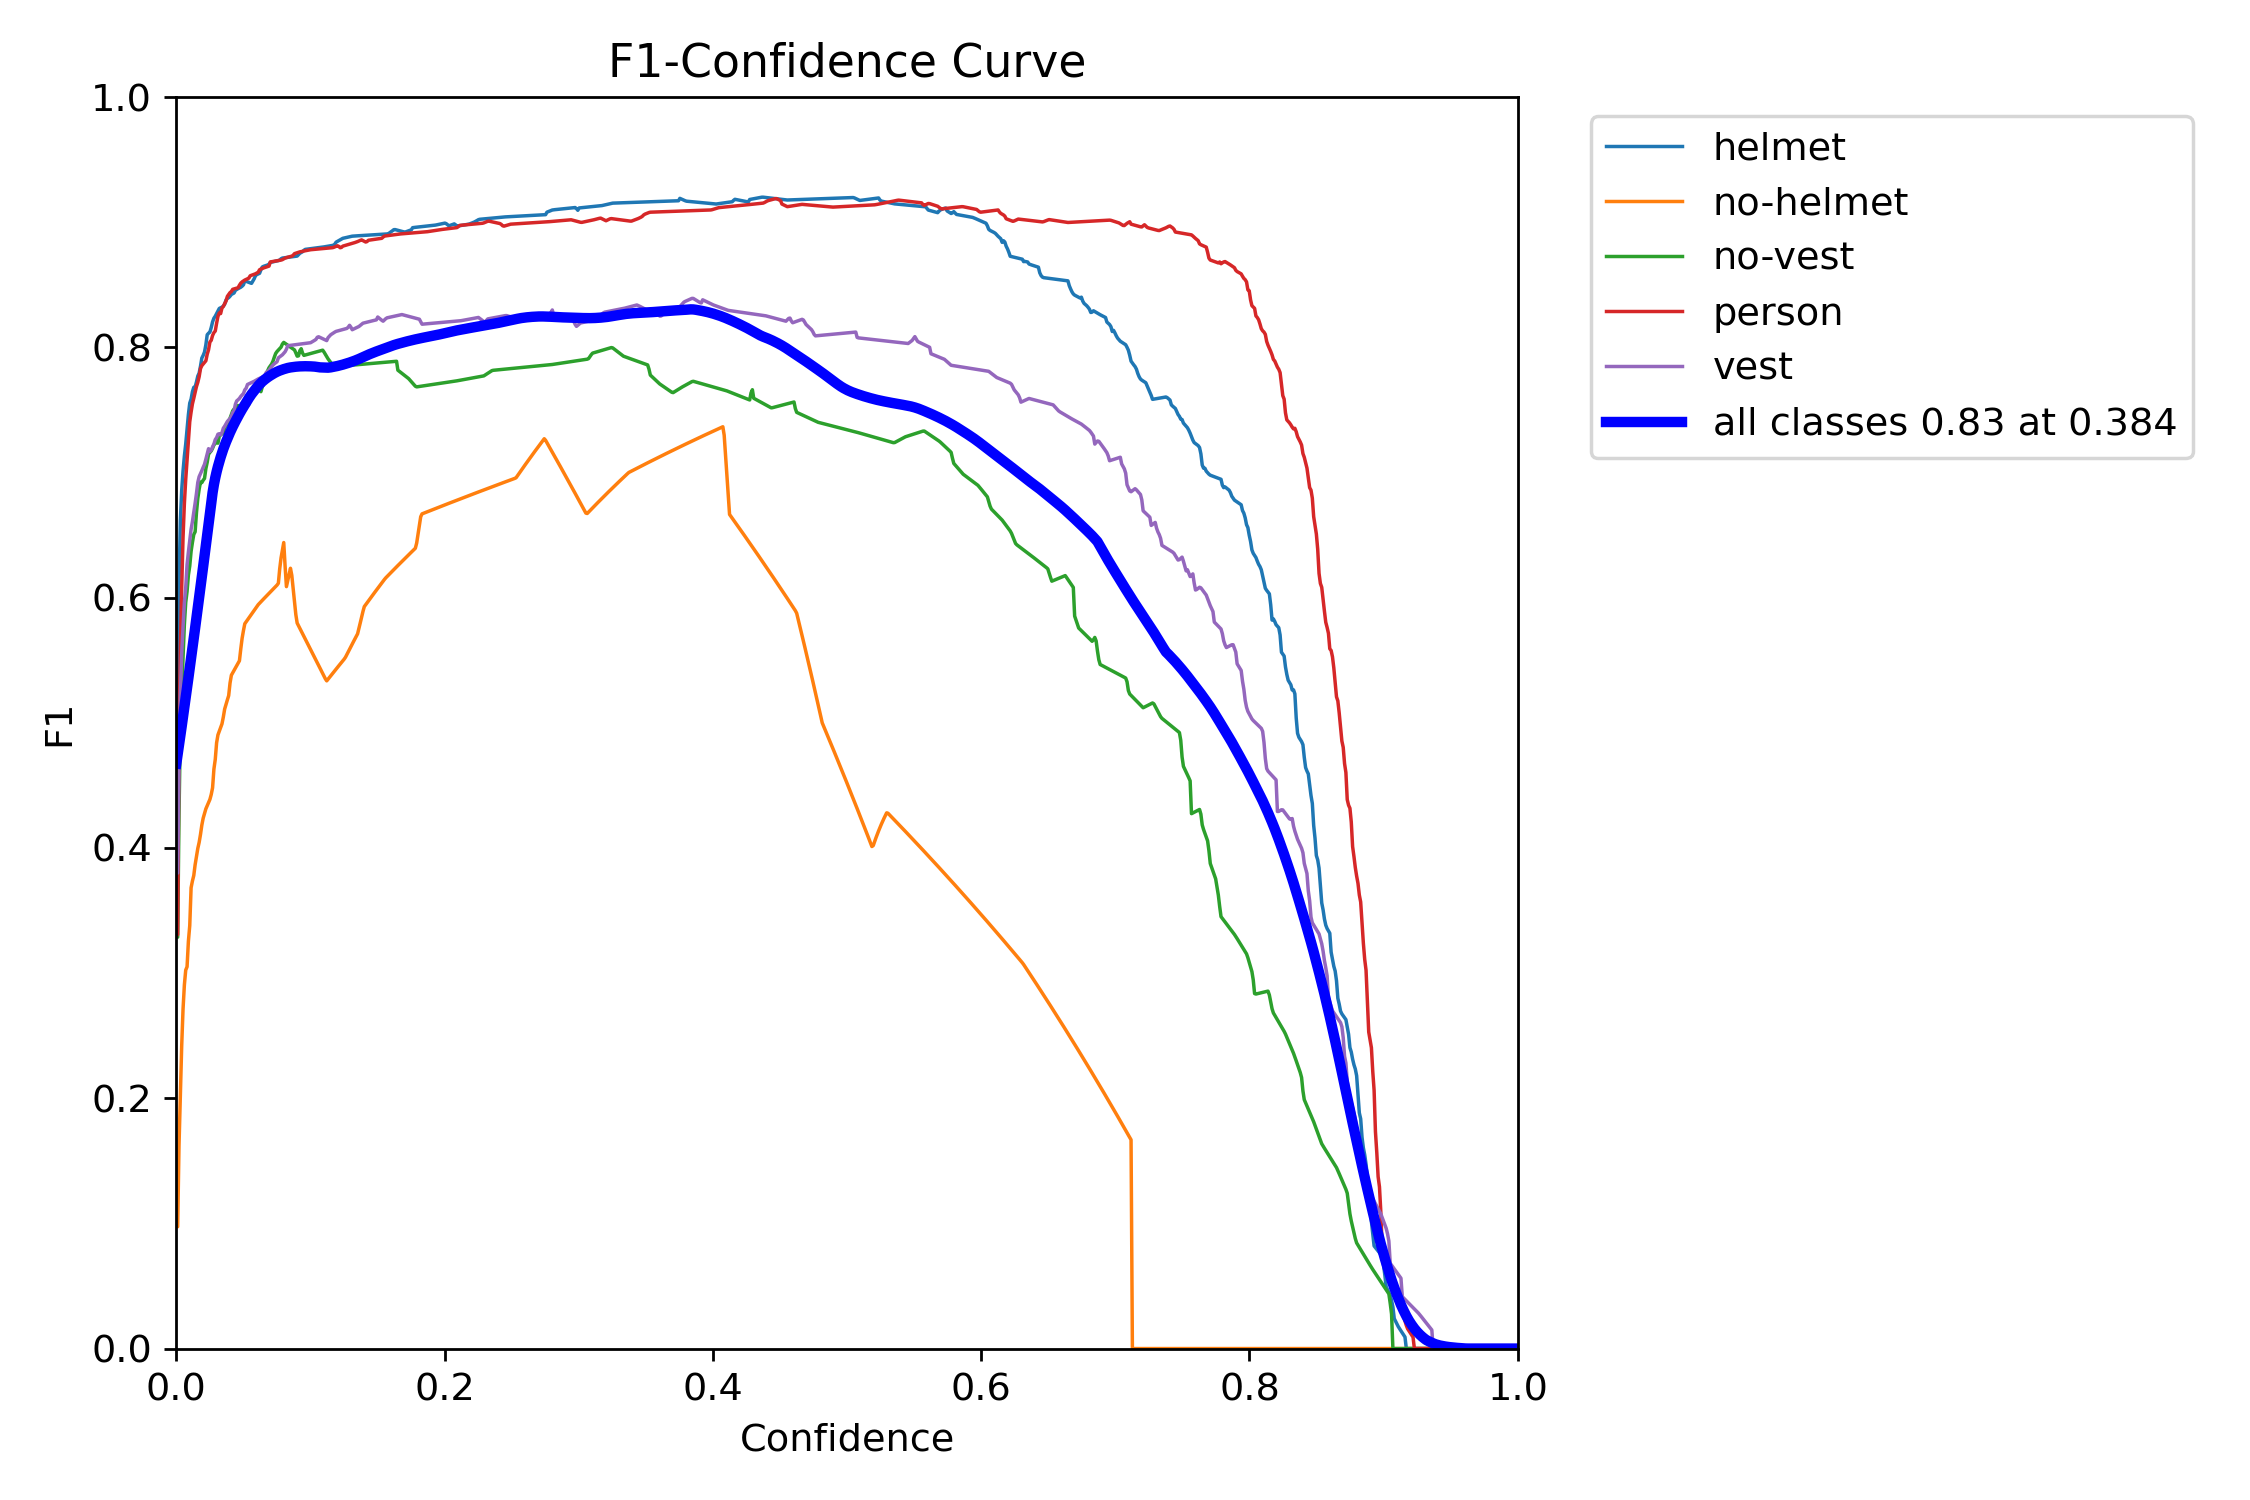 F1-Confidence Curve
1.0
0.8
0.6
0.4
0.2
0.0
F1
0.0 0.2 0.4 0.6 0.8 1.0
Confidence
helmet
no-helmet
no-vest
person
vest
all classes 0.83 at 0.384